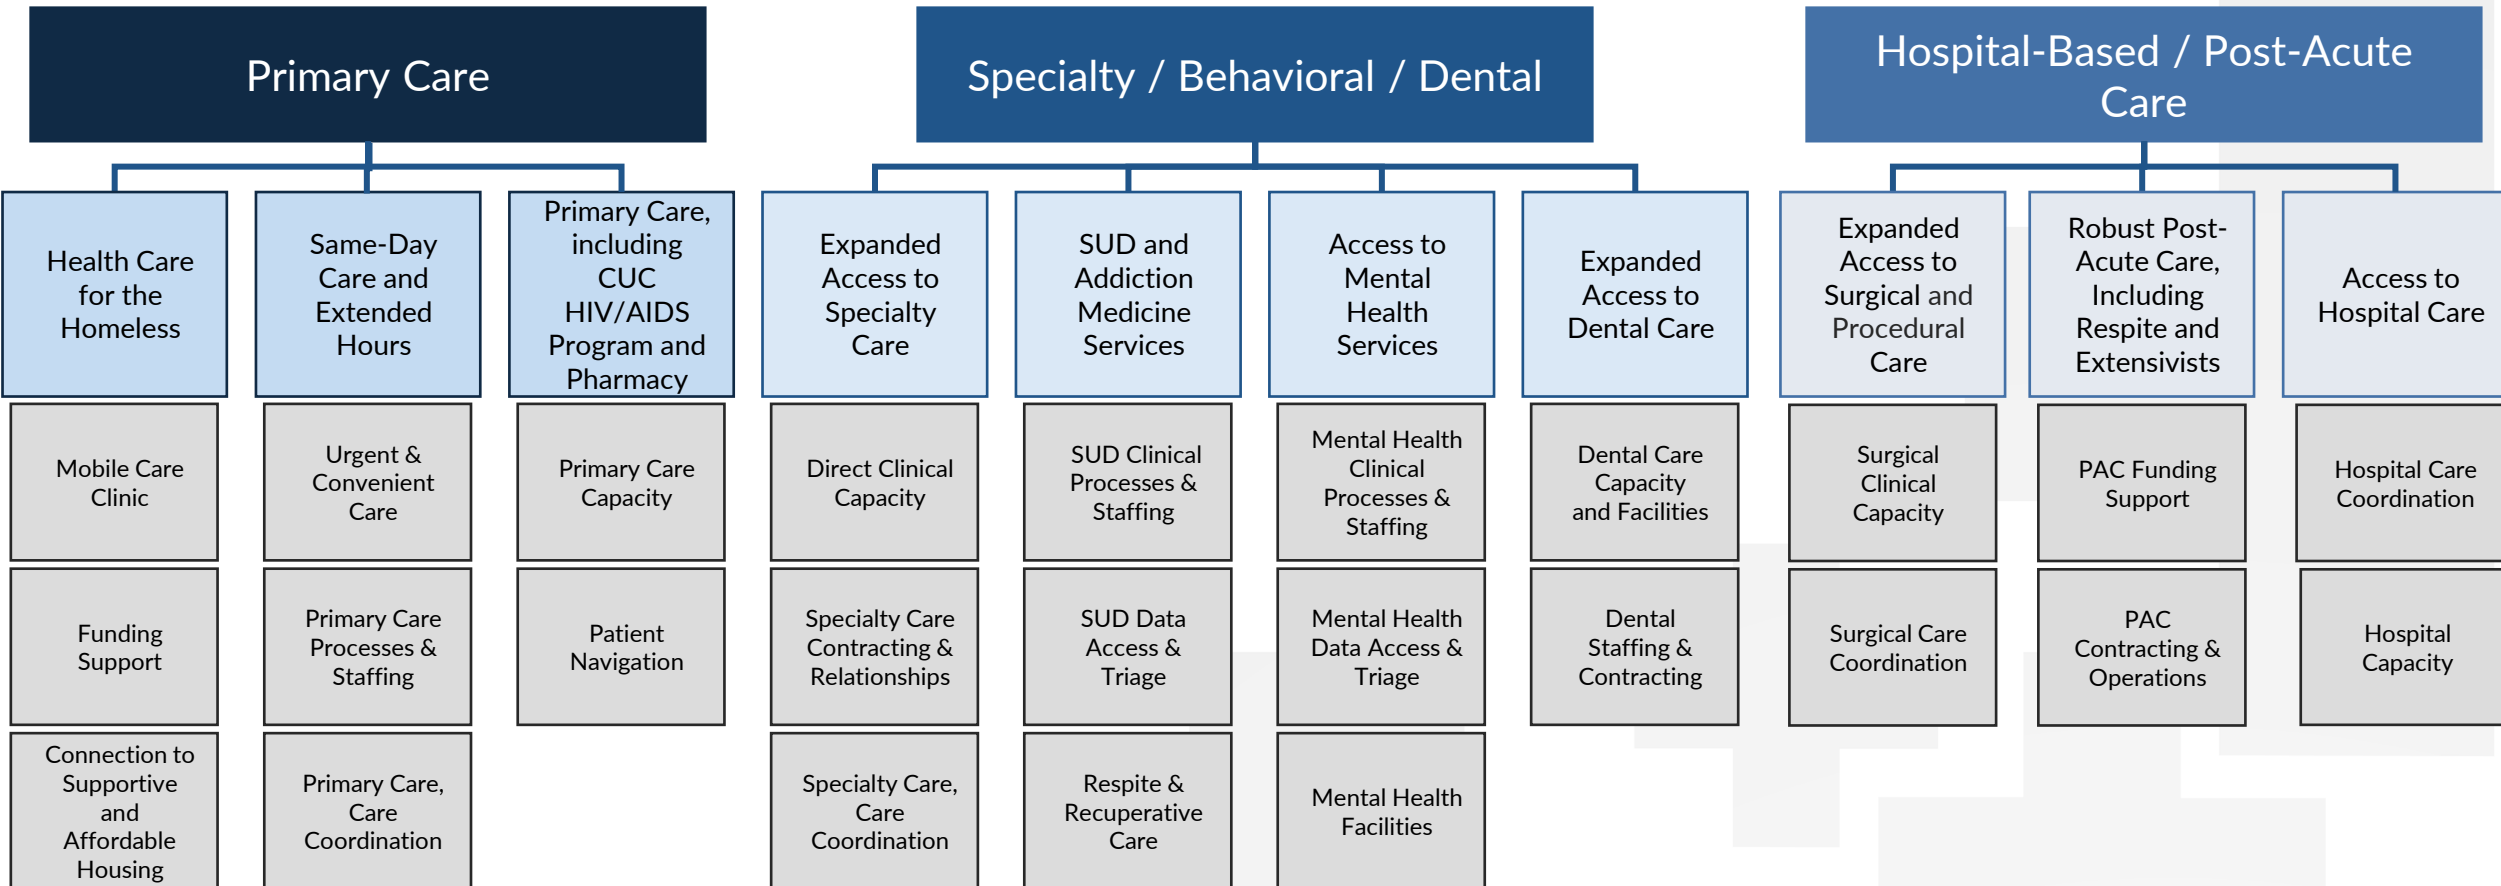 Primary Care
Specialty / Behavioral / Dental
Hospital-Based / Post-Acute
Care
Health Care
for the
Homeless
Same-Day
Care and
Extended
Hours
Primary Care,
including
CUC
HIV/AIDS
Program and
Pharmacy
Expanded
Access to
Specialty
Care
SUD and
Addiction
Medicine
Services
Access to
Mental
Health
Services
Expanded
Access to
Dental Care
Expanded
Access to
Surgical and
Procedural
Care
Robust Post-
Acute Care,
Including
Respite and
Extensivists
Access to
Hospital Care
Mobile Care
Clinic
Urgent &
Convenient
Care
Primary Care
Capacity
Direct Clinical
Capacity
SUD Clinical
Processes &
Staffing
Mental Health
Clinical
Processes &
Staffing
Dental Care
Capacity
and Facilities
Surgical
Clinical
Capacity
PAC Funding
Support
Hospital Care
Coordination
Funding
Support
Primary Care
Processes &
Staffing
Patient
Navigation
Specialty Care
Contracting &
Relationships
SUD Data
Access &
Triage
Mental Health
Data Access &
Triage
Dental
Staffing &
Contracting
Surgical Care
Coordination
PAC
Contracting &
Operations
Hospital
Capacity
Connection to
Supportive
and
Affordable
Housing
Primary Care,
Care
Coordination
Specialty Care,
Care
Coordination
Respite &
Recuperative
Care
Mental Health
Facilities